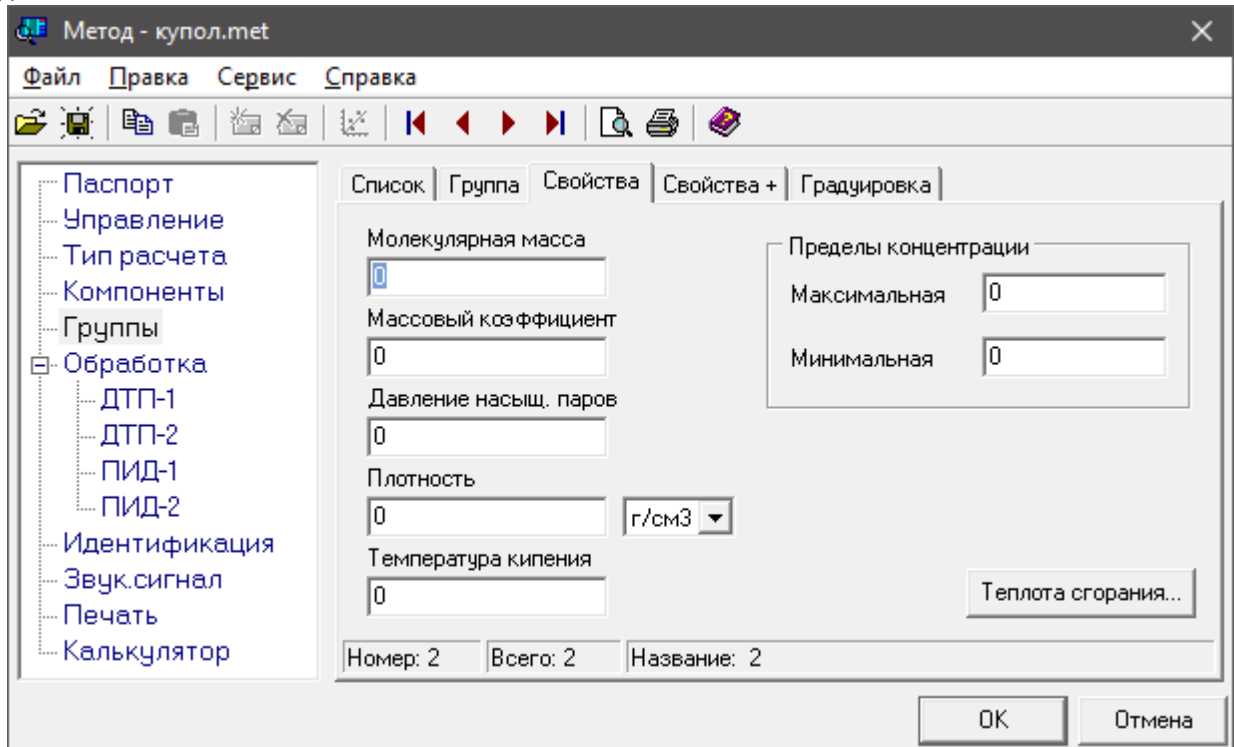 Метод - купол.met
Файл Правка Сервис Справка
Паспорт
Управление
Тип расчета
Компоненты
Группы
Обработка
ДТП-1
ДТП-2
ПИД-1
ПИД-2
Идентификация
Звук.сигнал
Печать
Калькулятор
Список Группа Свойства Свойства + Градуировка
Молекулярная масса
0
Массовый коэффициент
0
Давление насыщ. паров
0
Плотность
0 г/см3
Температура кипения
0
Пределы концентрации
Максимальная 0
Минимальная 0
Теплота сгорания...
Номер: 2 Всего: 2 Название: 2
OK Отмена